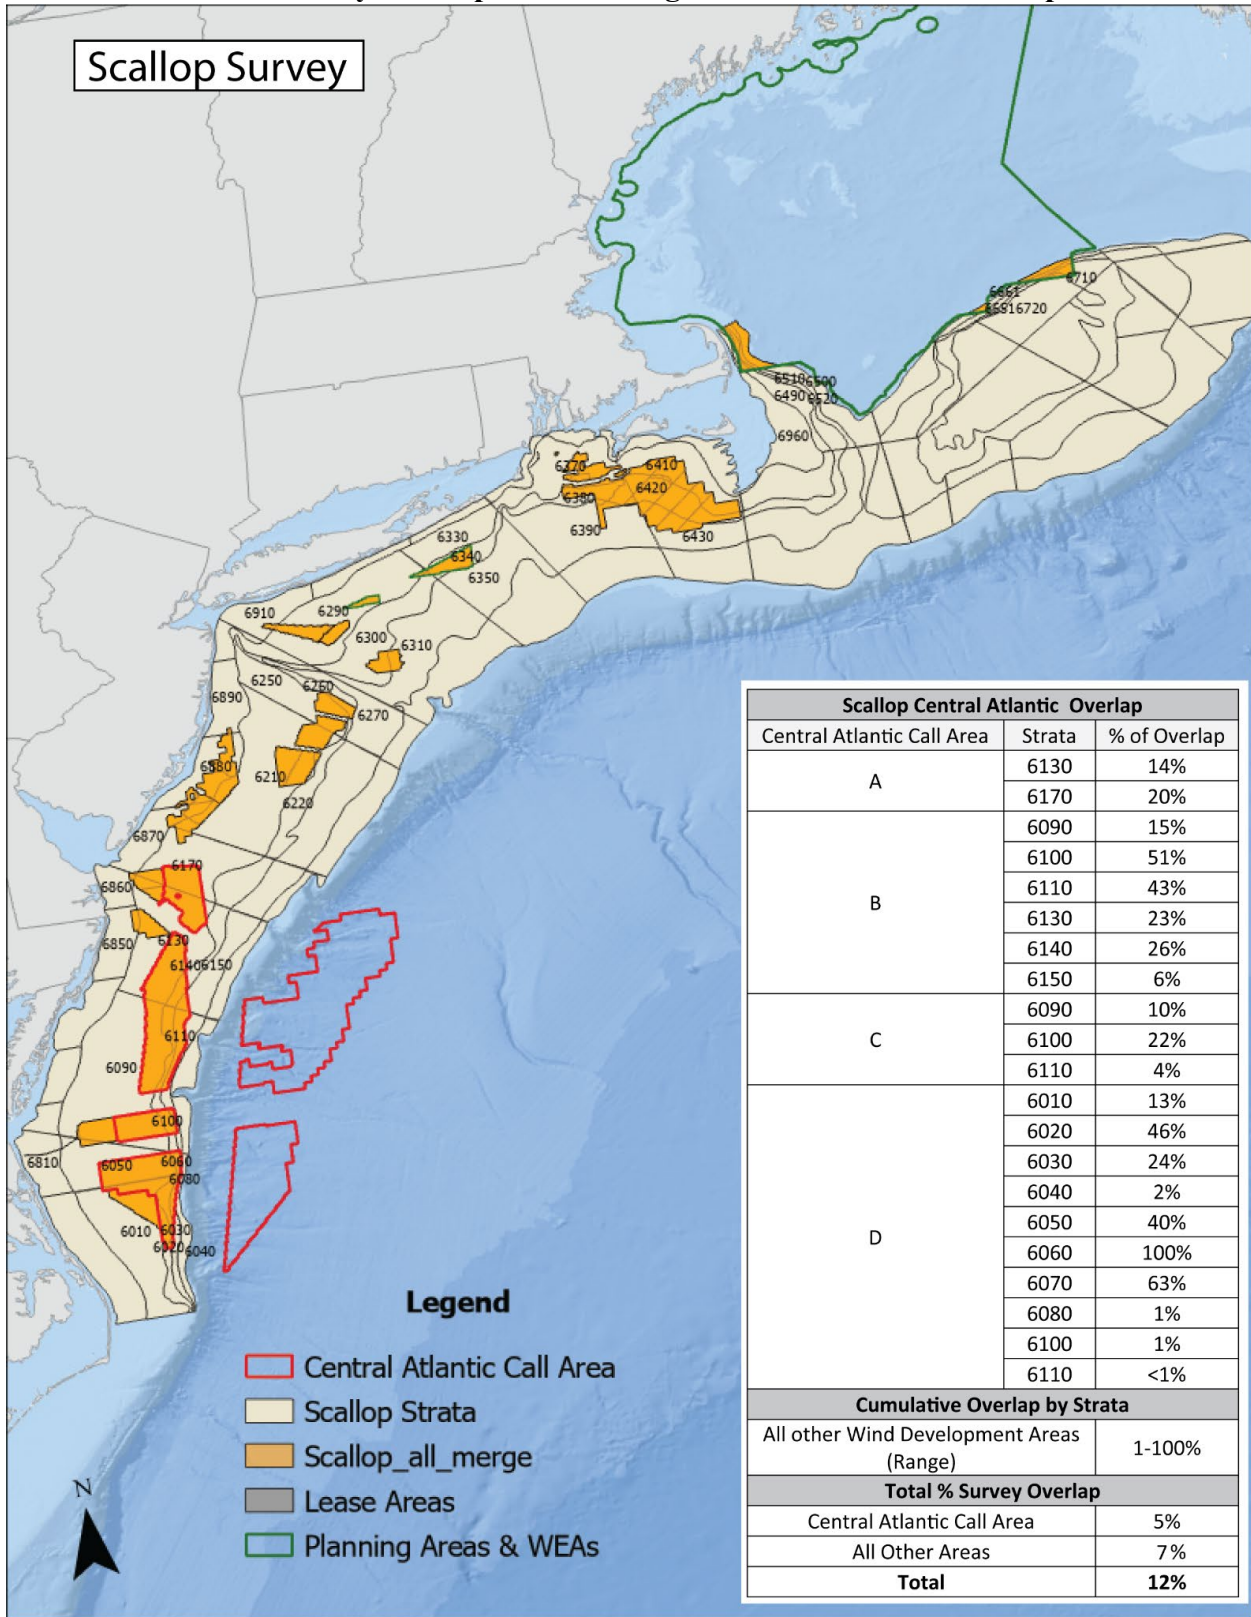 Scallop Survey
6710
6661
6720
6500
6490
6520
6960
6370
6410
6420
6380
6390
6430
6330
6340
6350
6910
6290
6300
6310
6250
6260
6890
6270
6880
6210
6220
6870
6170
6860
6850
6130
6140
6150
6110
6090
6100
6810
6050
6060
6080
6010
6030
6020
6040
Scallop Central Atlantic Overlap
Central Atlantic Call Area Strata % of Overlap
A 6130 14%
6170 20%
B 6090 15%
6100 51%
6110 43%
6130 23%
6140 26%
6150 6%
C 6090 10%
6100 22%
6110 4%
D 6010 13%
6020 46%
6030 24%
6040 2%
6050 40%
6060 100%
6070 63%
6080 1%
6100 1%
6110 <1%
Cumulative Overlap by Strata
All other Wind Development Areas
(Range) 1-100%
Total % Survey Overlap
Central Atlantic Call Area 5%
All Other Areas 7%
Total 12%
Legend
Central Atlantic Call Area
Scallop Strata
Scallop_all_merge
Lease Areas
Planning Areas & WEAs
N